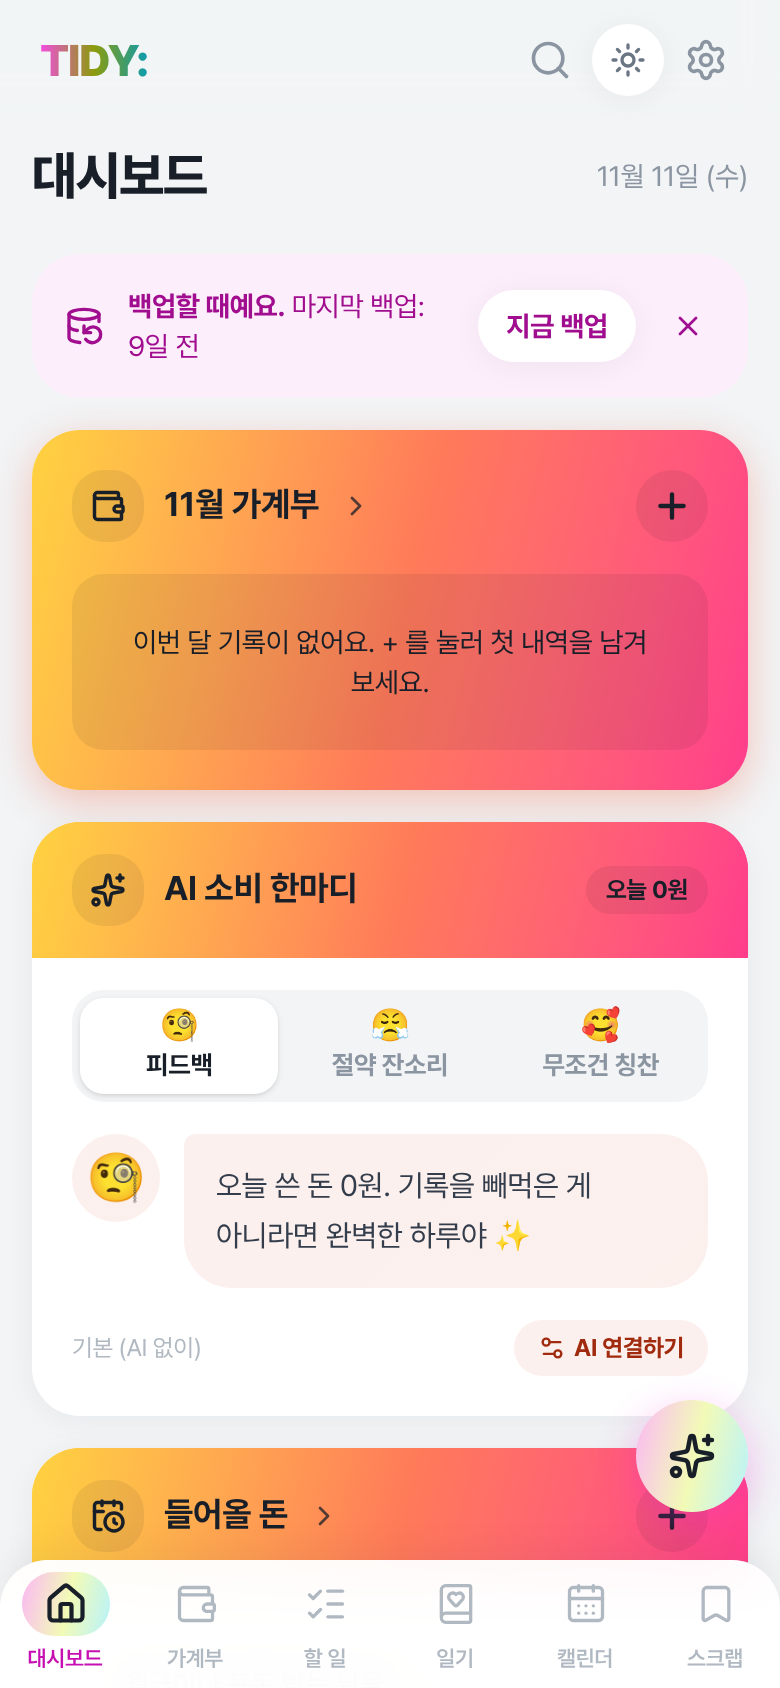 TIDY:
대시보드
11월 11일 (수)
백업할 때예요. 마지막 백업:
9일 전
지금 백업
11월 가계부
이번 달 기록이 없어요. + 를 눌러 첫 내역을 남겨
보세요.
AI 소비 한마디
오늘 0원
피드백
절약 잔소리
무조건 칭찬
오늘 쓴 돈 0원. 기록을 빼먹은 게
아니라면 완벽한 하루야 ✨
기본 (AI 없이)
AI 연결하기
들어올 돈
대시보드
가계부
할 일
일기
캘린더
스크랩